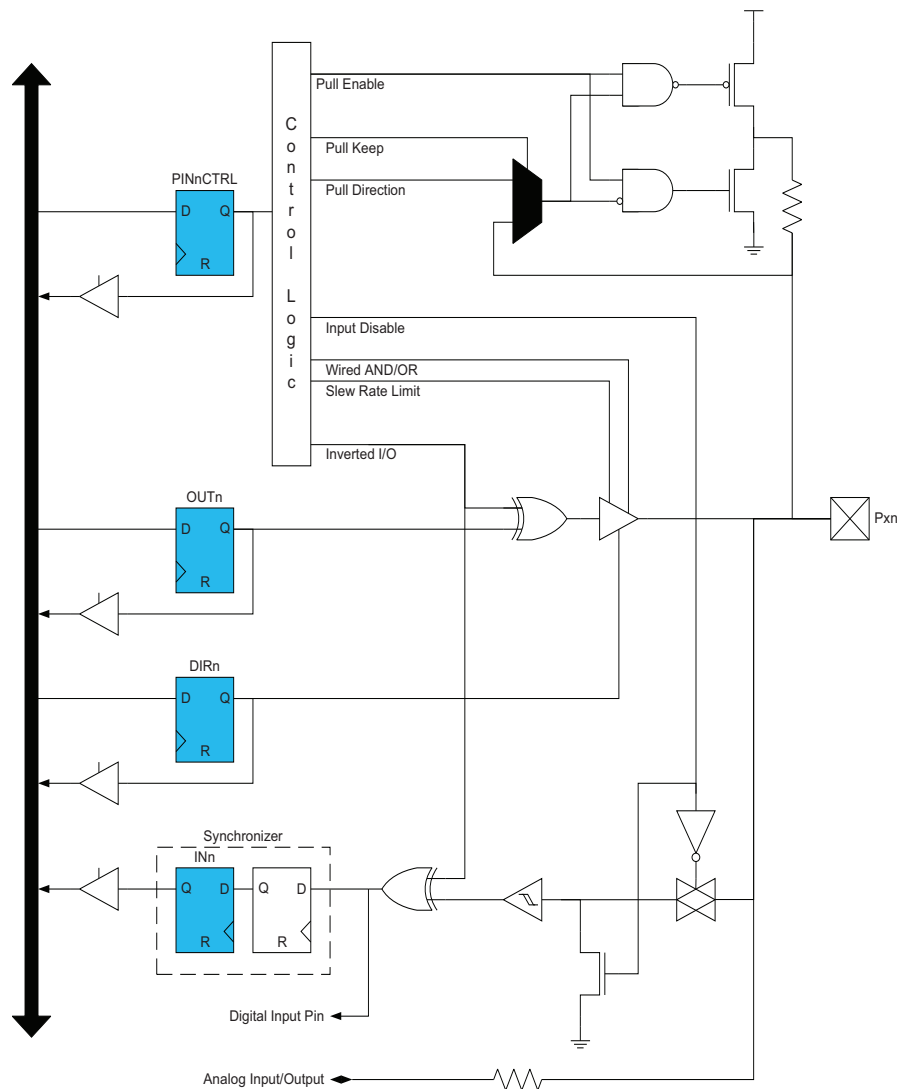 Pull Enable
C o n t r o l L o g i c
Pull Keep
PINnCTRL
Pull Direction
D Q
R
Input Disable
Wired AND/OR
Slew Rate Limit
Inverted I/O
OUTn
D Q
R
Pxn
DIRn
D Q
R
Synchronizer
INn
Q D Q D
R R
Digital Input Pin
Analog Input/Output